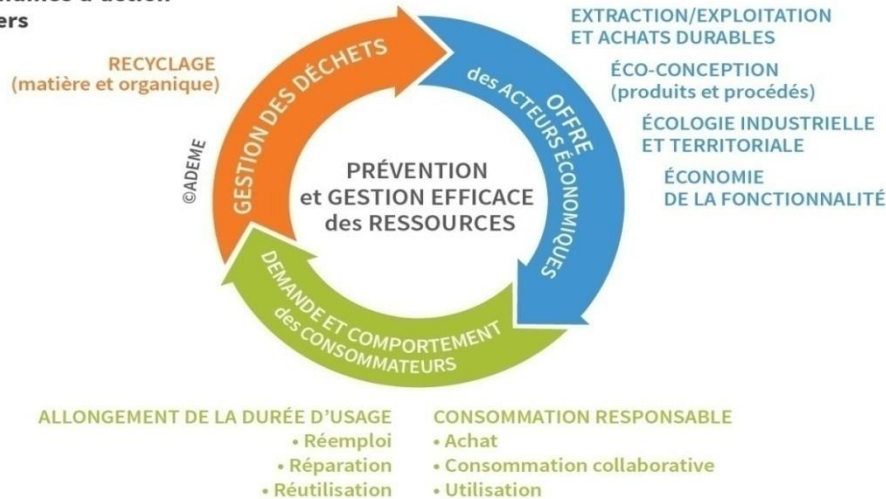 d'action
ers
EXTRACTION/EXPLOITATION
ET ACHATS DURABLES
ÉCO-CONCEPTION
(produits et procédés)
ÉCOLOGIE INDUSTRIELLE
ET TERRITORIALE
ÉCONOMIE
DE LA FONCTIONNALITÉ
RECYCLAGE
(matière et organique)
GESTION DES DÉCHETS
OFFRE
des ACTEURS ÉCONOMIQUES
©ADEME
PRÉVENTION
et GESTION EFFICACE
des RESSOURCES
DEMANDE ET COMPORTEMENT
des CONSOMMATEURS
ALLONGEMENT DE LA DURÉE D'USAGE
• Réemploi
• Réparation
• Réutilisation
CONSOMMATION RESPONSABLE
• Achat
• Consommation collaborative
• Utilisation